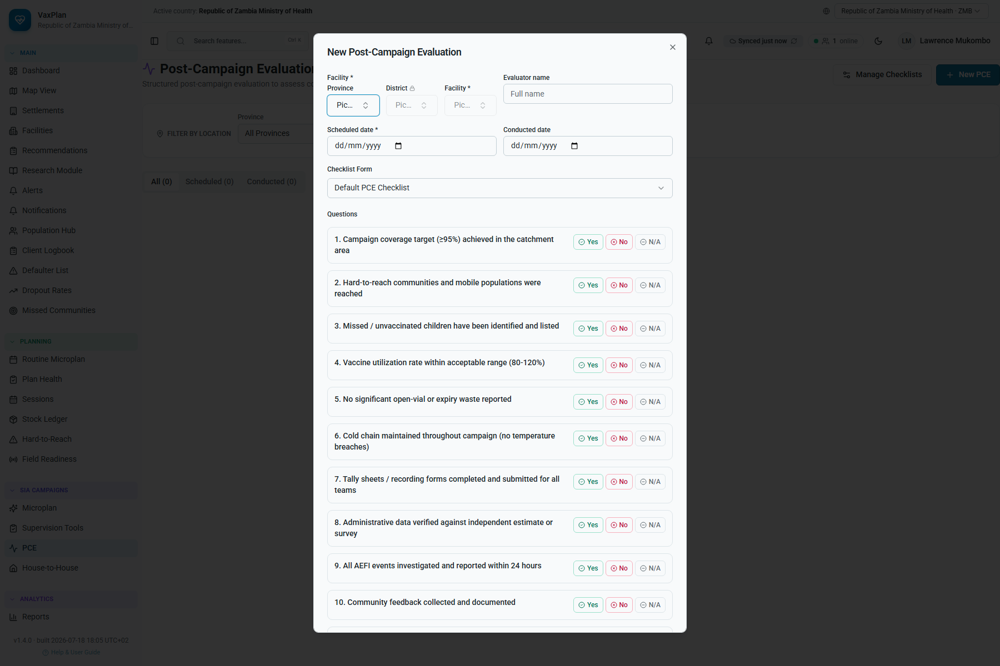 VaxPlan
Republic of Zambia Ministry of...
Active country: Republic of Zambia Ministry of Health
Republic of Zambia Ministry of Health · ZMB
Search features...
Ctrl K
Synced just now
1 online
LM
Lawrence Mukombo
MAIN
Dashboard
Map View
Settlements
Facilities
Recommendations
Research Module
Alerts
Notifications
Population Hub
Client Logbook
Defaulter List
Dropout Rates
Missed Communities
PLANNING
Routine Microplan
Plan Health
Sessions
Stock Ledger
Hard-to-Reach
Field Readiness
SIA CAMPAIGNS
Microplan
Supervision Tools
PCE
House-to-House
ANALYTICS
Reports
v1.4.0 · built 2026-07-18 18:05 UTC+02
Help & User Guide
Post-Campaign Evaluation
Structured post-campaign evaluation to assess
Manage Checklists
New PCE
FILTER BY LOCATION
Province
All Provinces
All (0)
Scheduled (0)
Conducted (0)
New Post-Campaign Evaluation
Facility *
Province
District
Facility *
Pic...
Pic...
Pic...
Evaluator name
Full name
Scheduled date *
dd/mm/yyyy
Conducted date
dd/mm/yyyy
Checklist Form
Default PCE Checklist
Questions
1. Campaign coverage target (≥95%) achieved in the catchment
area
Yes No N/A
2. Hard-to-reach communities and mobile populations were
reached
Yes No N/A
3. Missed / unvaccinated children have been identified and listed
Yes No N/A
4. Vaccine utilization rate within acceptable range (80-120%)
Yes No N/A
5. No significant open-vial or expiry waste reported
Yes No N/A
6. Cold chain maintained throughout campaign (no temperature
breaches)
Yes No N/A
7. Tally sheets / recording forms completed and submitted for all
teams
Yes No N/A
8. Administrative data verified against independent estimate or
survey
Yes No N/A
9. All AEFI events investigated and reported within 24 hours
Yes No N/A
10. Community feedback collected and documented
Yes No N/A